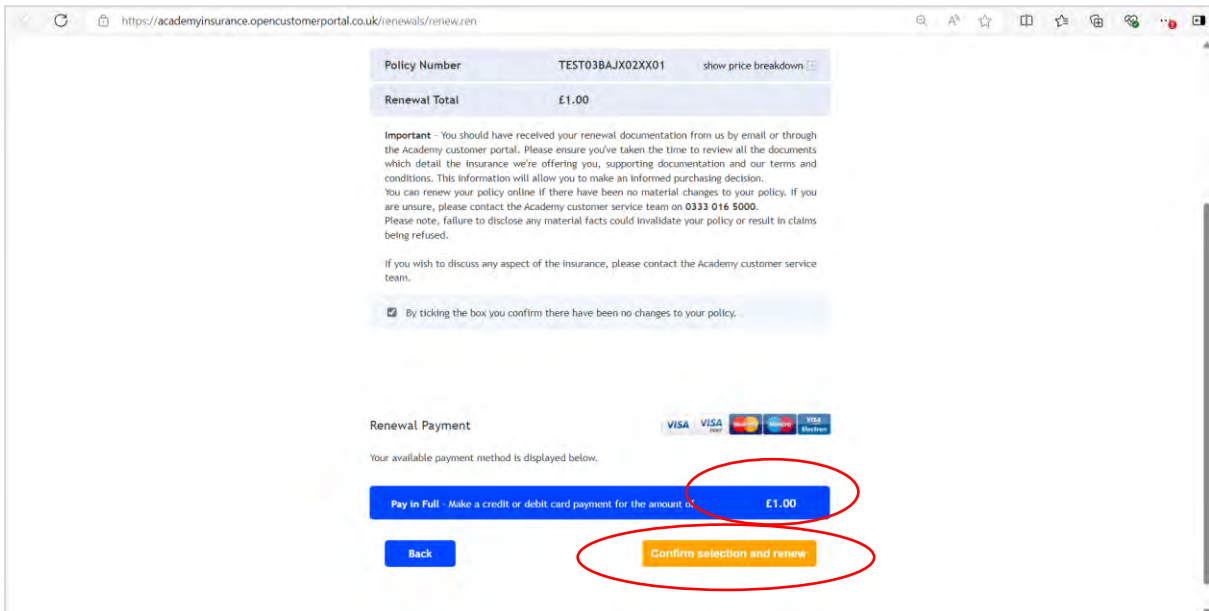 https://academyinsurance.opencustomerportal.co.uk/renewals/renew.ren
Policy Number TEST03BAJX02XX01 show price breakdown
Renewal Total £1.00
Important - You should have received your renewal documentation from us by email or through
the Academy customer portal. Please ensure you've taken the time to review all the documents
which detail the insurance we're offering you, supporting documentation and our terms and
conditions. This information will allow you to make an informed purchasing decision.
You can renew your policy online if there have been no material changes to your policy. If you
are unsure, please contact the Academy customer service team on 0333 016 5000.
Please note, failure to disclose any material facts could invalidate your policy or result in claims
being refused.
If you wish to discuss any aspect of the insurance, please contact the Academy customer service
team.
By ticking the box you confirm there have been no changes to your policy.
Renewal Payment VISA VISA DEBIT VISA Electron
Your available payment method is displayed below.
Pay in Full - Make a credit or debit card payment for the amount of £1.00
Back Confirm selection and renew